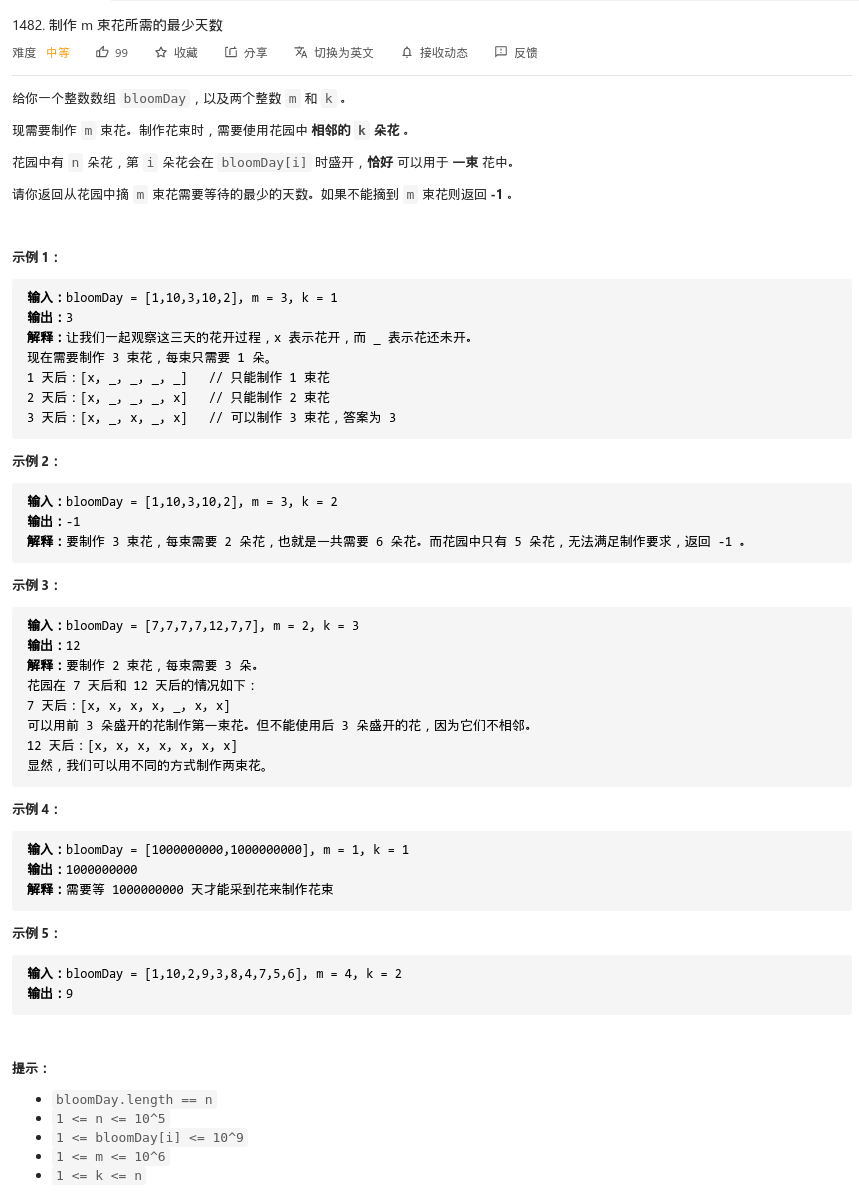 1482. 制作 m 束花所需的最少天数
难度 中等 99 收藏 分享 切换为英文 接收动态 反馈
给你一个整数数组 bloomDay，以及两个整数 m 和 k 。
现需要制作 m 束花。制作花束时，需要使用花园中 相邻的 k 朵花 。
花园中有 n 朵花，第 i 朵花会在 bloomDay[i] 时盛开，恰好 可以用于 一束 花中。
请你返回从花园中摘 m 束花需要等待的最少的天数。如果不能摘到 m 束花则返回 -1 。
示例 1：
输入：bloomDay = [1,10,3,10,2], m = 3, k = 1
输出：3
解释：让我们一起观察这三天的花开过程，x 表示花开，而 _ 表示花还未开。
现在需要制作 3 束花，每束只需要 1 朵。
1 天后：[x, _, _, _, _]   // 只能制作 1 束花
2 天后：[x, _, _, _, x]   // 只能制作 2 束花
3 天后：[x, _, x, _, x]   // 可以制作 3 束花，答案为 3
示例 2：
输入：bloomDay = [1,10,3,10,2], m = 3, k = 2
输出：-1
解释：要制作 3 束花，每束需要 2 朵花，也就是一共需要 6 朵花。而花园中只有 5 朵花，无法满足制作要求，返回 -1 。
示例 3：
输入：bloomDay = [7,7,7,7,12,7,7], m = 2, k = 3
输出：12
解释：要制作 2 束花，每束需要 3 朵。
花园在 7 天后和 12 天后的情况如下：
7 天后：[x, x, x, x, _, x, x]
可以用前 3 朵盛开的花制作第一束花。但不能使用后 3 朵盛开的花，因为它们不相邻。
12 天后：[x, x, x, x, x, x, x]
显然，我们可以用不同的方式制作两束花。
示例 4：
输入：bloomDay = [1000000000,1000000000], m = 1, k = 1
输出：1000000000
解释：需要等 1000000000 天才能采到花来制作花束
示例 5：
输入：bloomDay = [1,10,2,9,3,8,4,7,5,6], m = 4, k = 2
输出：9
提示：
bloomDay.length == n
1 <= n <= 10^5
1 <= bloomDay[i] <= 10^9
1 <= m <= 10^6
1 <= k <= n